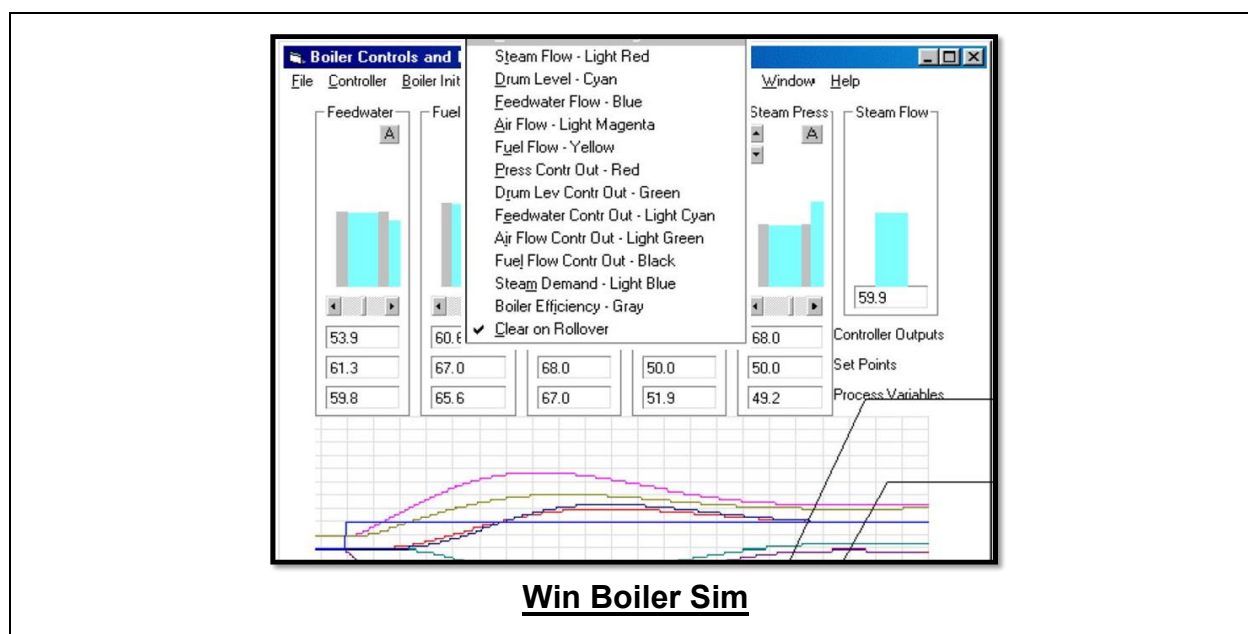 Boiler Controls and
File Controller Boiler Init Window Help
Steam Flow - Light Red
Drum Level - Cyan
Feedwater Flow - Blue
Air Flow - Light Magenta
Fuel Flow - Yellow
Press Contr Out - Red
Drum Lev Contr Out - Green
Feedwater Contr Out - Light Cyan
Air Flow Contr Out - Light Green
Fuel Flow Contr Out - Black
Steam Demand - Light Blue
Boiler Efficiency - Gray
Clear on Rollover
Feedwater Fuel Steam Press Steam Flow
A A
59.9
53.9 60.6 68.0 Controller Outputs
61.3 67.0 68.0 50.0 50.0 Set Points
59.8 65.6 67.0 51.9 49.2 Process Variables
Win Boiler Sim